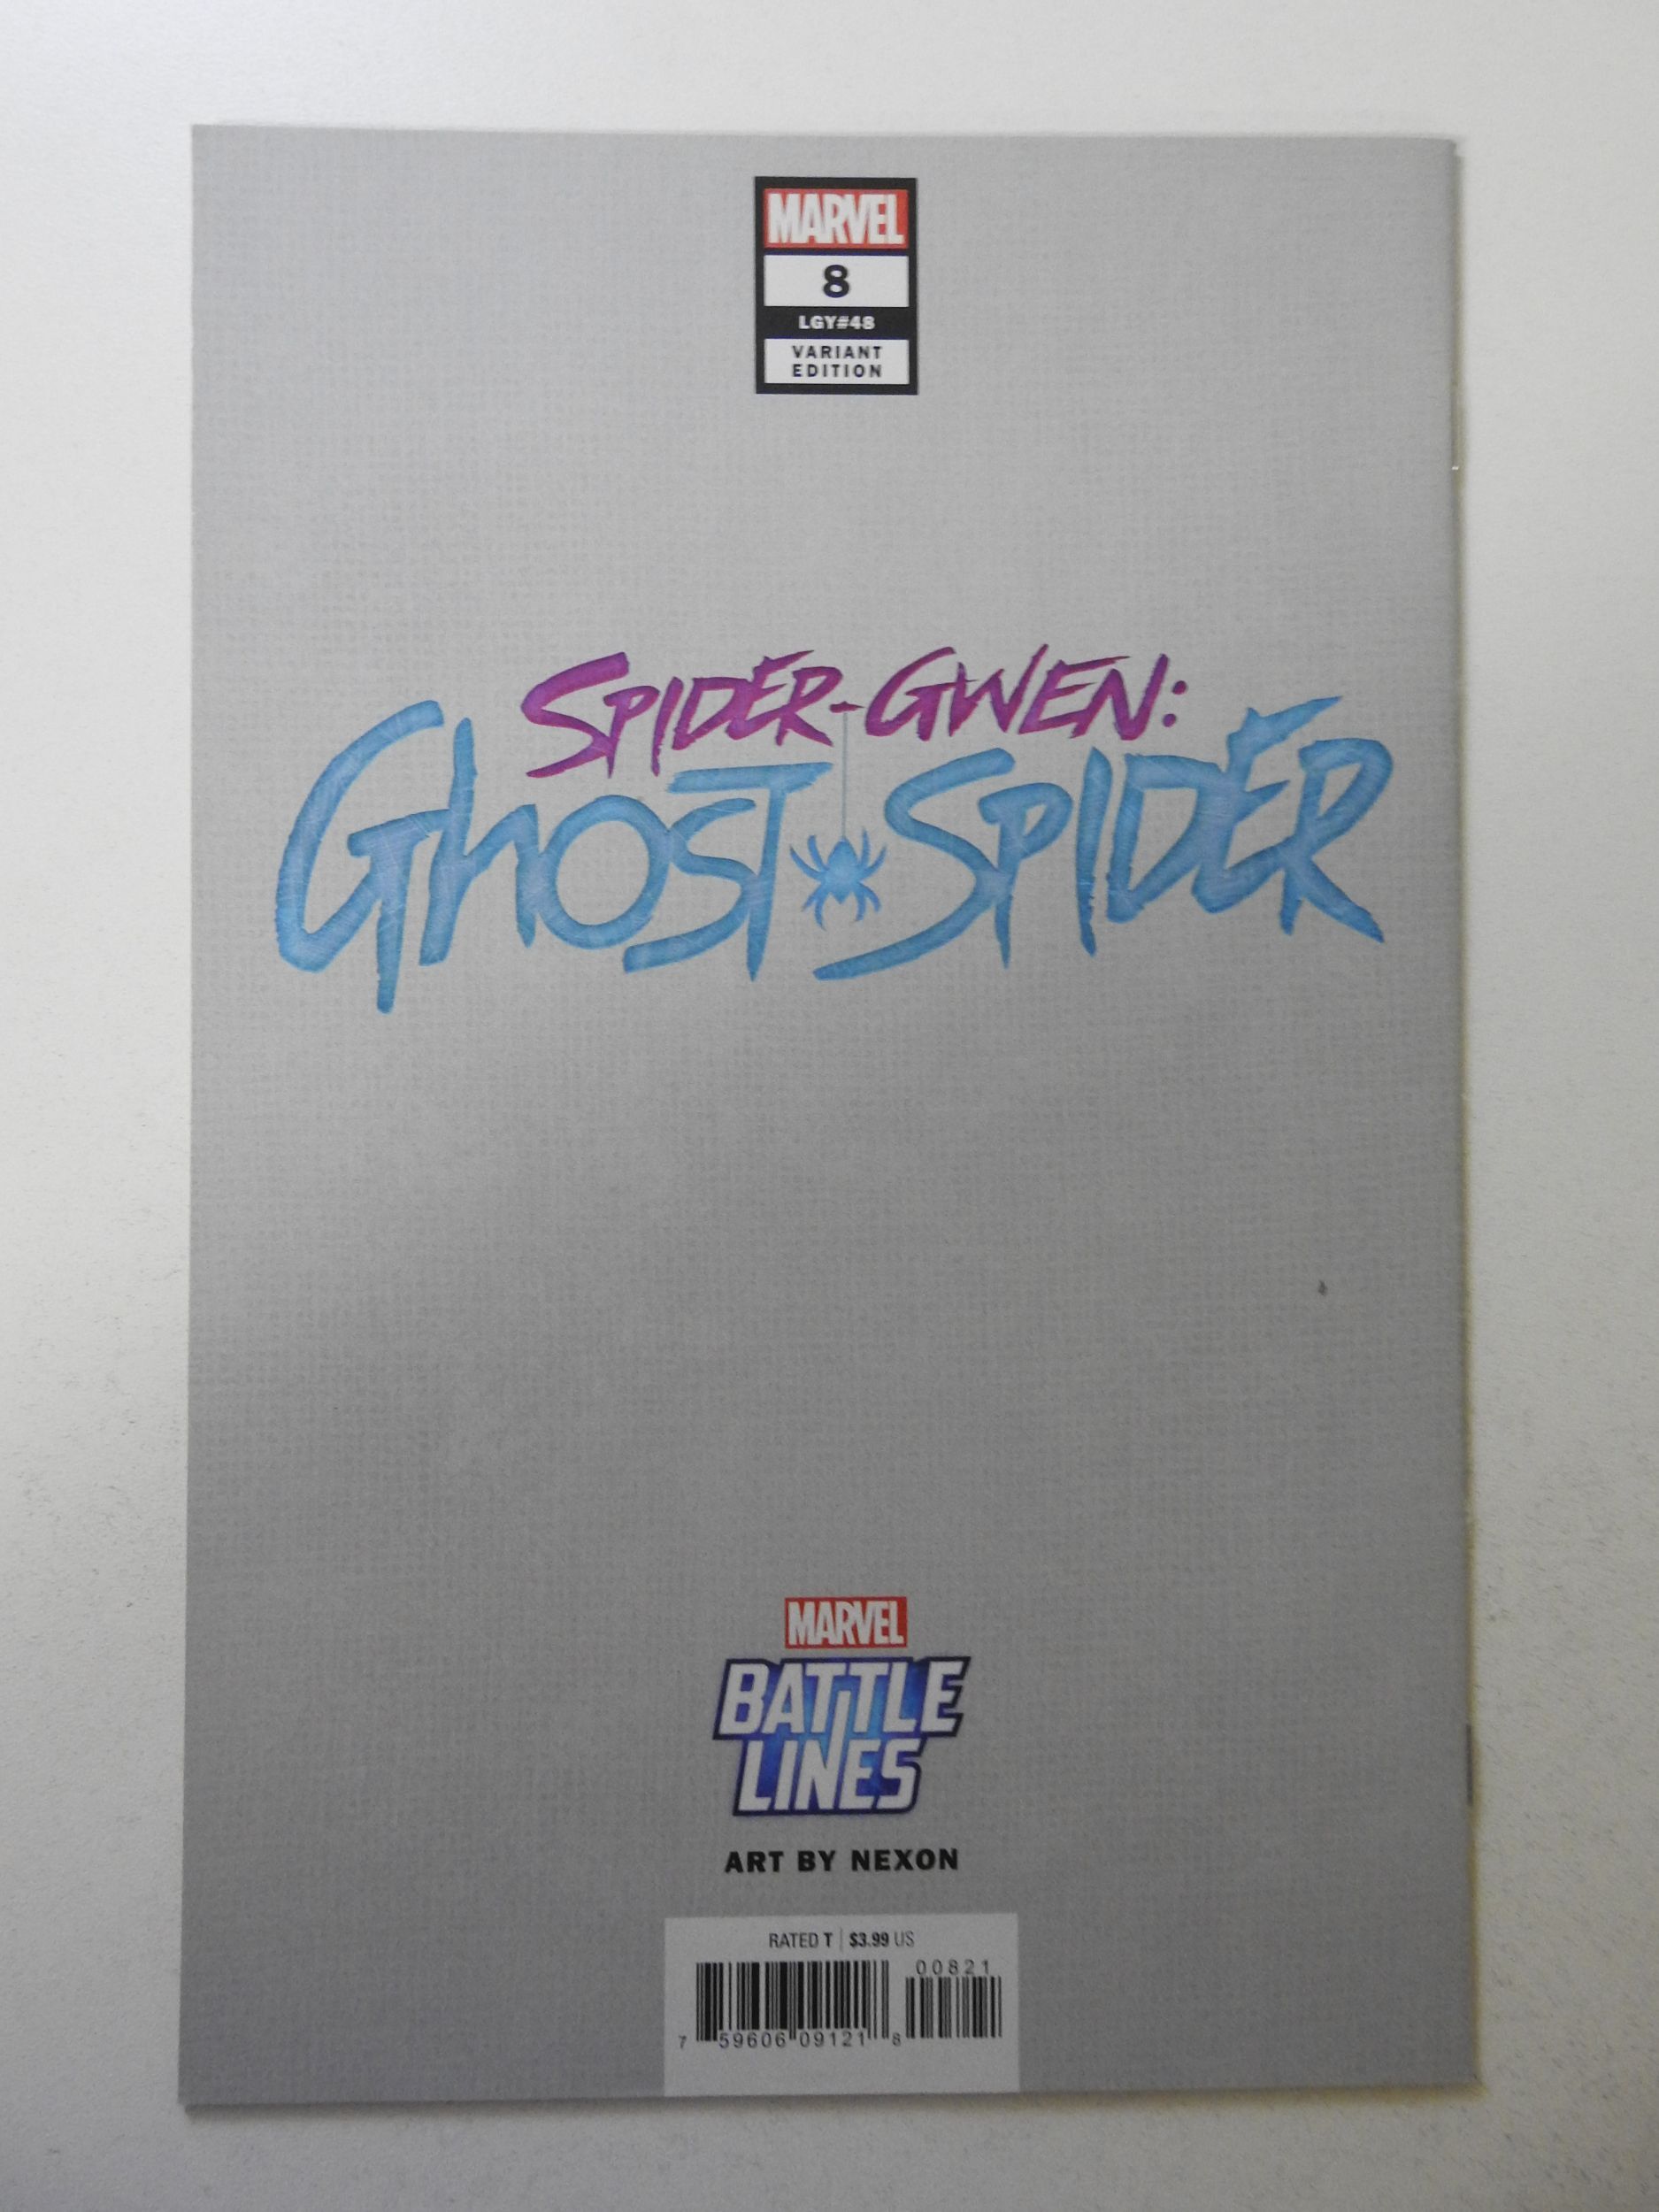 MARVEL
8
LGY#48
VARIANT
EDITION
SPIDER-GWEN:
GHOST SPIDER
MARVEL
BATTLE
LINES
ART BY NEXON
RATED T | $3.99 US
00821
7 59606 09121 8